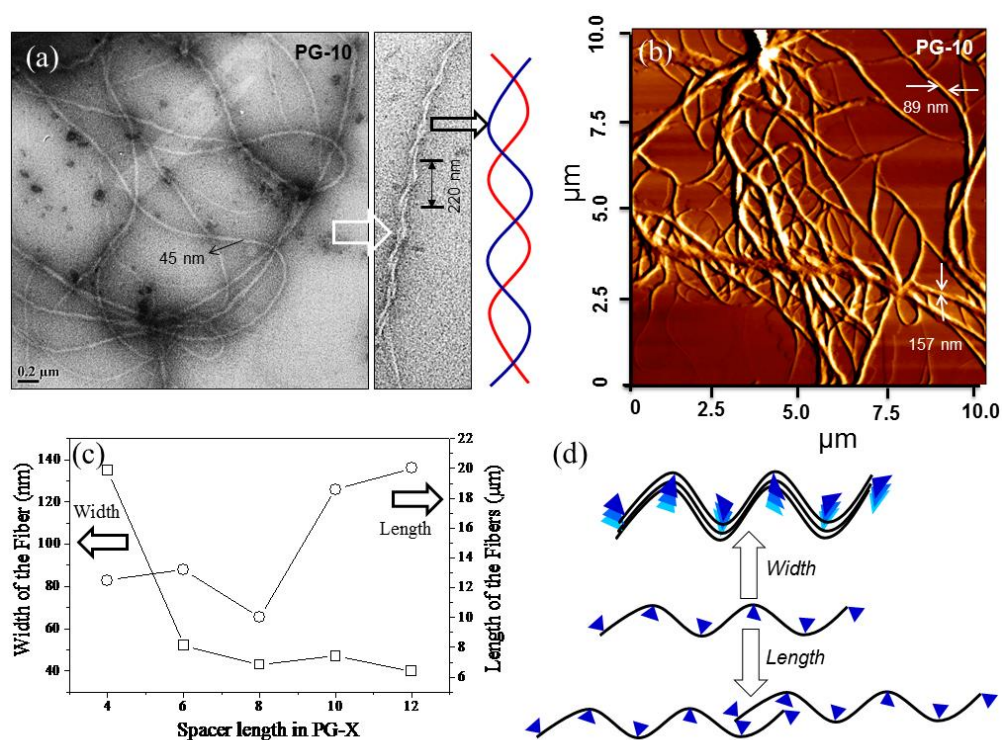 (a)
PG-10
45 nm
0.2 µm
220 nm
(b)
PG-10
10.0
7.5
5.0
2.5
0
µm
89 nm
157 nm
0
2.5
5.0
7.5
10.0
µm
(c)
Width of the Fiber (nm)
140
120
100
80
60
40
Width
Length
22
20
18
16
14
12
10
8
6
Length of the Fibers (µm)
4
6
8
10
12
Spacer length in PG-X
(d)
Width
Length